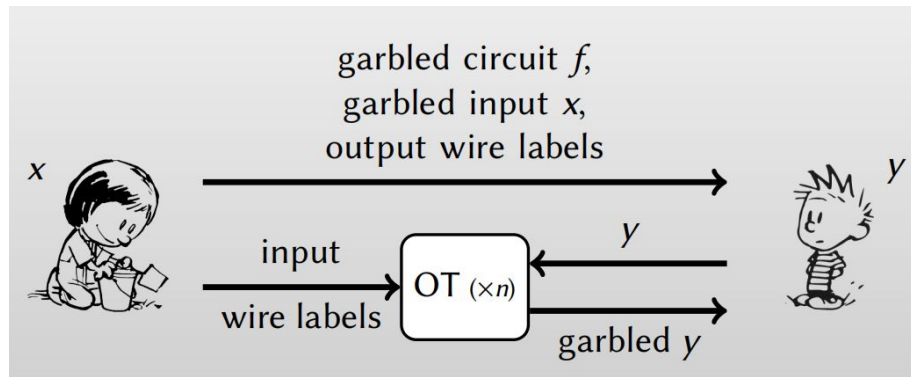 garbled circuit f,
garbled input x,
output wire labels
x
y
input
wire labels
OT (×n)
y
garbled y